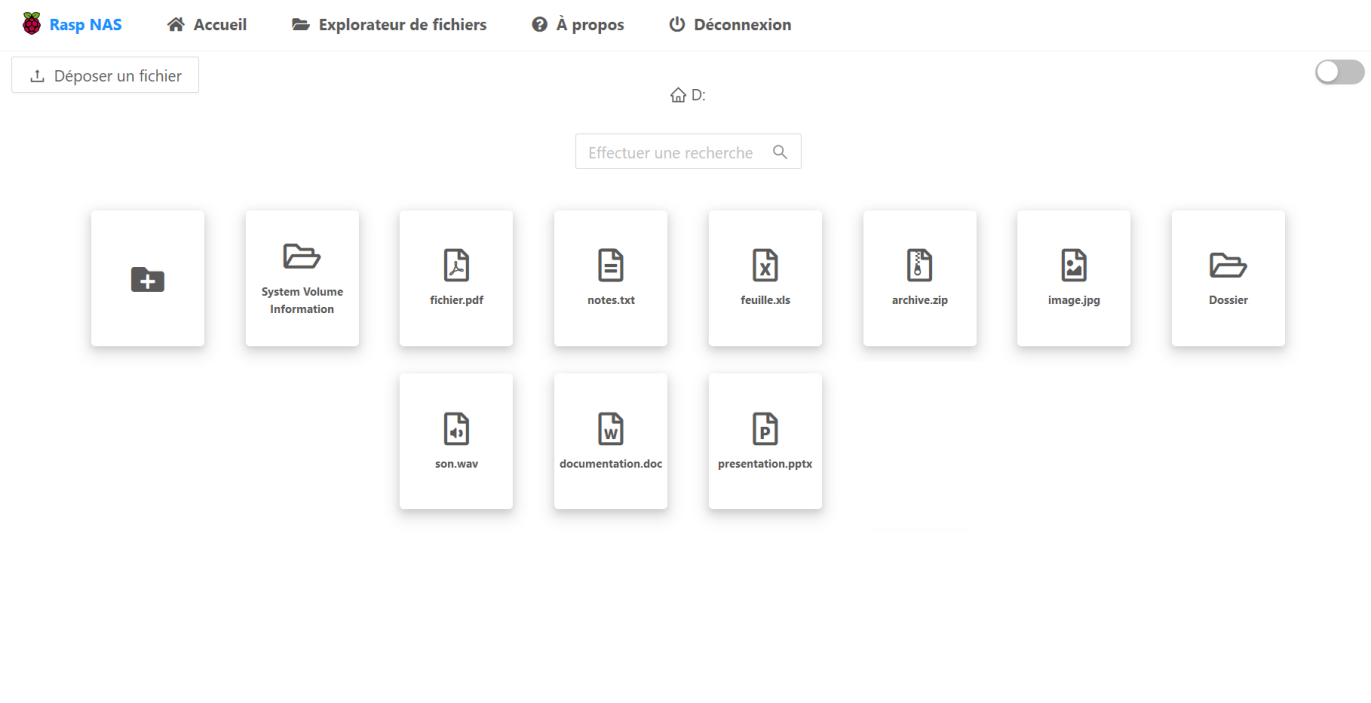 Rasp NAS
Accueil
Explorateur de fichiers
À propos
Déconnexion
Déposer un fichier
D:
Effectuer une recherche
System Volume
Information
fichier.pdf
notes.txt
feuille.xls
archive.zip
image.jpg
Dossier
son.wav
documentation.doc
presentation.pptx